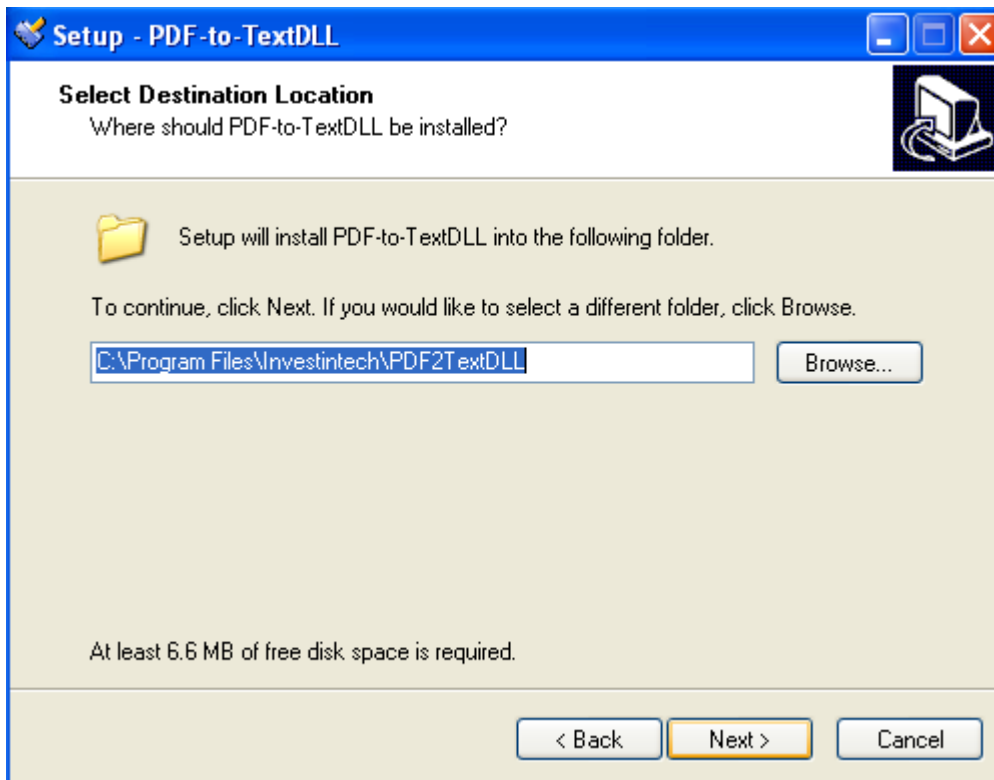 Setup - PDF-to-TextDLL
Select Destination Location
Where should PDF-to-TextDLL be installed?
Setup will install PDF-to-TextDLL into the following folder.
To continue, click Next. If you would like to select a different folder, click Browse.
C:\Program Files\Investintech\PDF2TextDLL
Browse...
At least 6.6 MB of free disk space is required.
< Back
Next >
Cancel